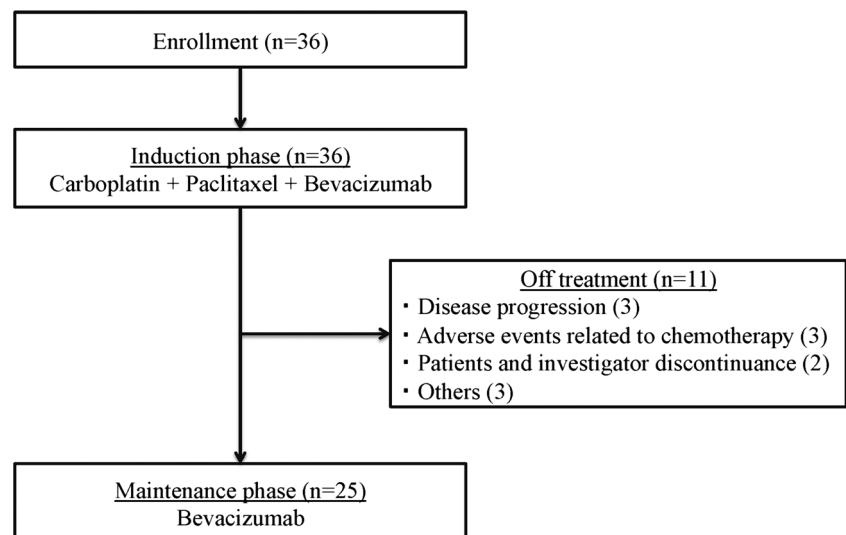 Enrollment (n=36)
Induction phase (n=36)
Carboplatin + Paclitaxel + Bevacizumab
Off treatment (n=11)
・Disease progression (3)
・Adverse events related to chemotherapy (3)
・Patients and investigator discontinuance (2)
・Others (3)
Maintenance phase (n=25)
Bevacizumab